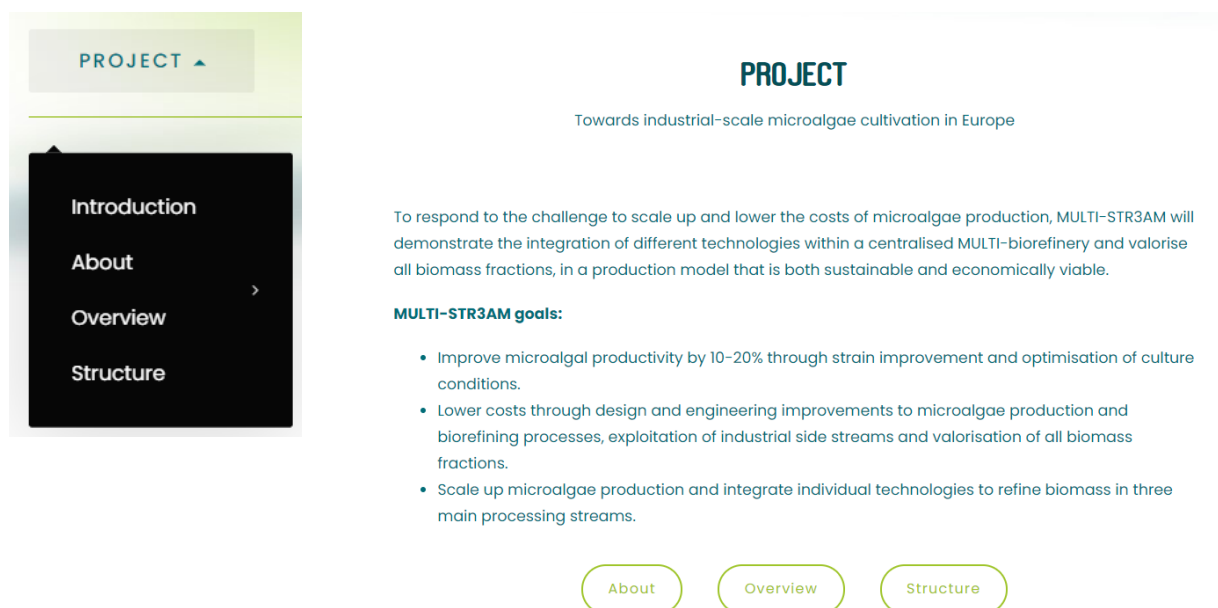 PROJECT
Introduction
About
Overview
Structure
PROJECT
Towards industrial-scale microalgae cultivation in Europe
To respond to the challenge to scale up and lower the costs of microalgae production, MULTI-STR3AM will
demonstrate the integration of different technologies within a centralised MULTI-biorefinery and valorise
all biomass fractions, in a production model that is both sustainable and economically viable.
MULTI-STR3AM goals:
• Improve microalgal productivity by 10-20% through strain improvement and optimisation of culture
conditions.
• Lower costs through design and engineering improvements to microalgae production and
biorefining processes, exploitation of industrial side streams and valorisation of all biomass
fractions.
• Scale up microalgae production and integrate individual technologies to refine biomass in three
main processing streams.
About Overview Structure